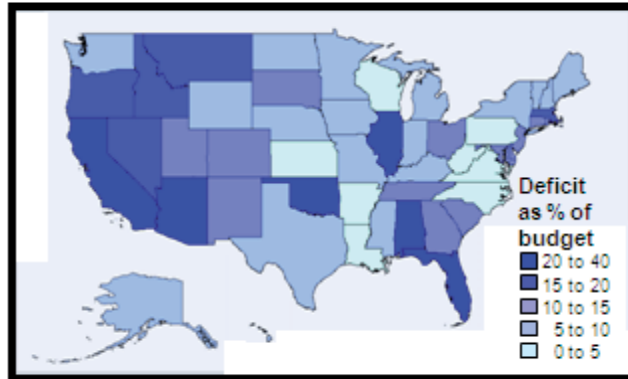 Deficit
as % of
budget
20 to 40
15 to 20
10 to 15
5 to 10
0 to 5